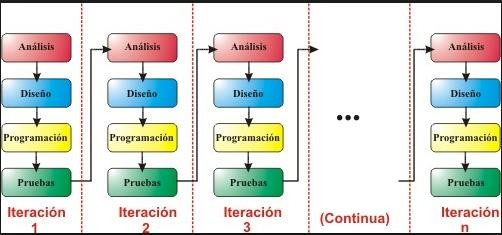 Análisis
Diseño
Programación
Pruebas
Iteración
1
Análisis
Diseño
Programación
Pruebas
Iteración
2
Análisis
Diseño
Programación
Pruebas
Iteración
3
...
(Continua)
Análisis
Diseño
Programación
Pruebas
Iteración
n